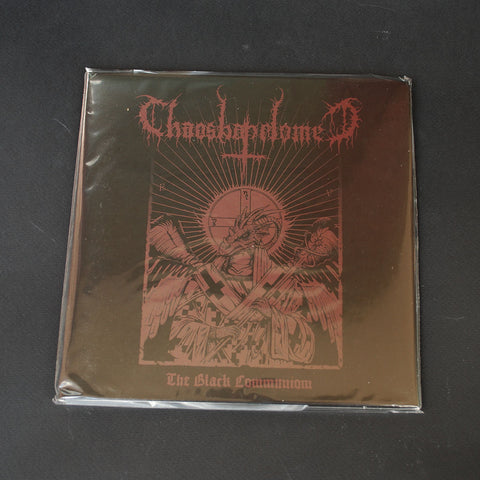 Chaosbaphomet
The Black Communion